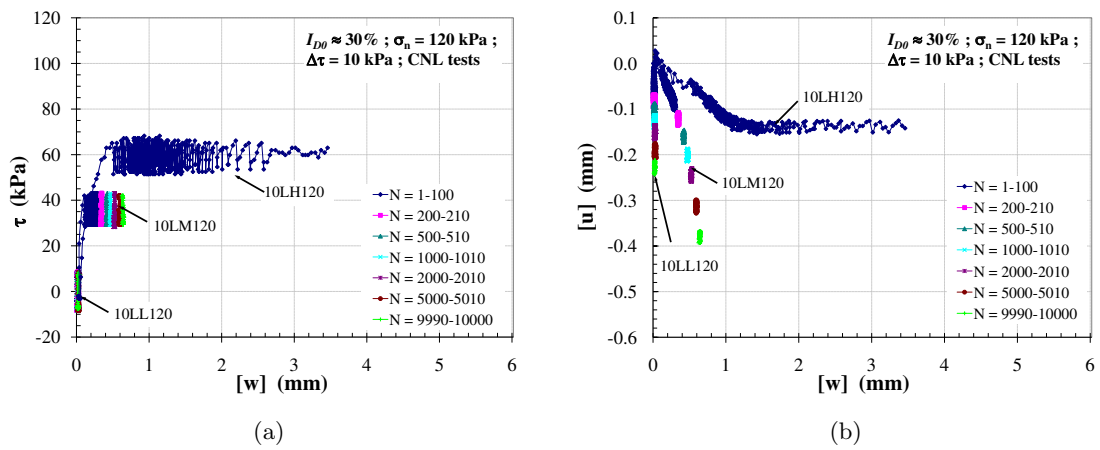 120
100
80
60
40
20
0
-20
τ (kPa)
I_D0 ≈ 30% ; σ_n = 120 kPa ;
Δτ = 10 kPa ; CNL tests
10LH120
10LM120
10LL120
N = 1-100
N = 200-210
N = 500-510
N = 1000-1010
N = 2000-2010
N = 5000-5010
N = 9990-10000
0 1 2 3 4 5 6
[w] (mm)
(a)
0.1
0.0
-0.1
-0.2
-0.3
-0.4
-0.5
-0.6
[u] (mm)
I_D0 ≈ 30% ; σ_n = 120 kPa ;
Δτ = 10 kPa ; CNL tests
10LH120
10LM120
10LL120
N = 1-100
N = 200-210
N = 500-510
N = 1000-1010
N = 2000-2010
N = 5000-5010
N = 9990-10000
0 1 2 3 4 5 6
[w] (mm)
(b)